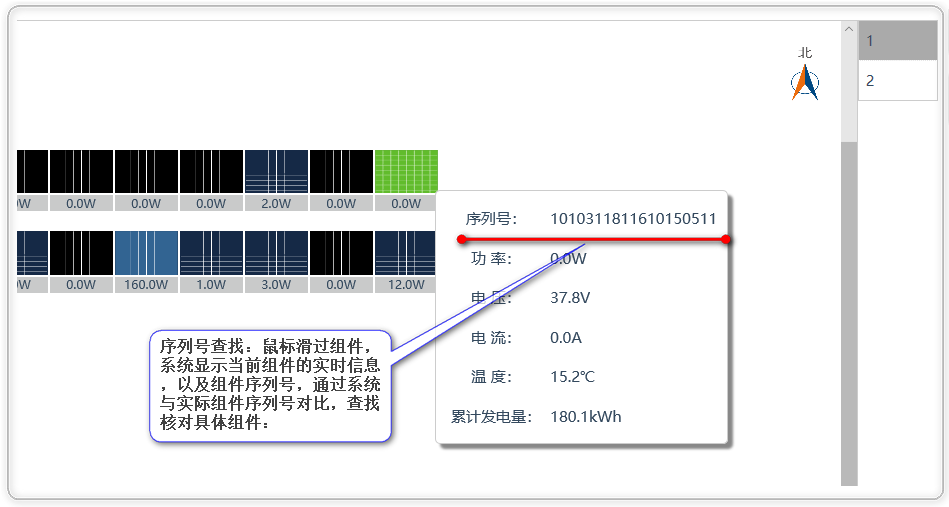 1
北
2
W
0.0W
0.0W
0.0W
2.0W
0.0W
0.0W
序列号： 1010311811610150511
功 率： 0.0W
W
0.0W
160.0W
1.0W
3.0W
0.0W
12.0W
电 压： 37.8V
电 流： 0.0A
温 度： 15.2℃
累计发电量： 180.1kWh
序列号查找：鼠标滑过组件，
系统显示当前组件的实时信息
，以及组件序列号，通过系统
与实际组件序列号对比，查找
核对具体组件：